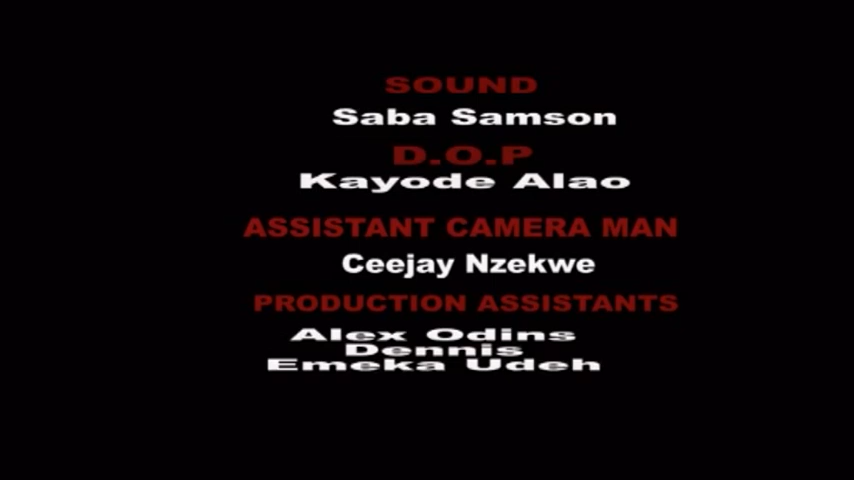 SOUND
Saba Samson
D.O.P
Kayode Alao
ASSISTANT CAMERA MAN
Ceejay Nzekwe
PRODUCTION ASSISTANTS
Alex Odins
Dennis
Emeka Udeh